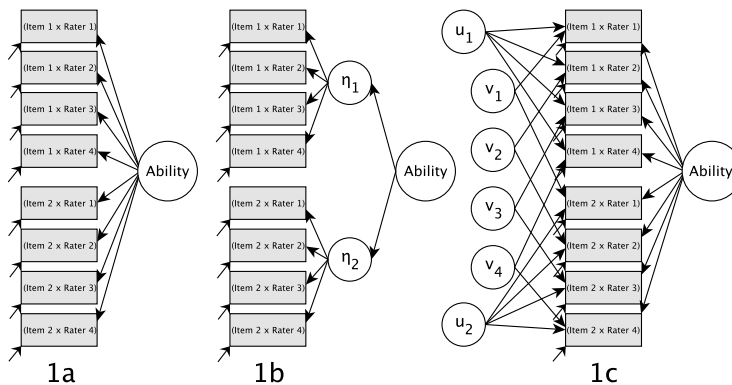 (Item 1 x Rater 1)
(Item 1 x Rater 2)
(Item 1 x Rater 3)
(Item 1 x Rater 4)
(Item 2 x Rater 1)
(Item 2 x Rater 2)
(Item 2 x Rater 3)
(Item 2 x Rater 4)
Ability
1a
(Item 1 x Rater 1)
(Item 1 x Rater 2)
(Item 1 x Rater 3)
(Item 1 x Rater 4)
(Item 2 x Rater 1)
(Item 2 x Rater 2)
(Item 2 x Rater 3)
(Item 2 x Rater 4)
η1
η2
Ability
1b
u1
v1
v2
v3
v4
u2
(Item 1 x Rater 1)
(Item 1 x Rater 2)
(Item 1 x Rater 3)
(Item 1 x Rater 4)
(Item 2 x Rater 1)
(Item 2 x Rater 2)
(Item 2 x Rater 3)
(Item 2 x Rater 4)
Ability
1c